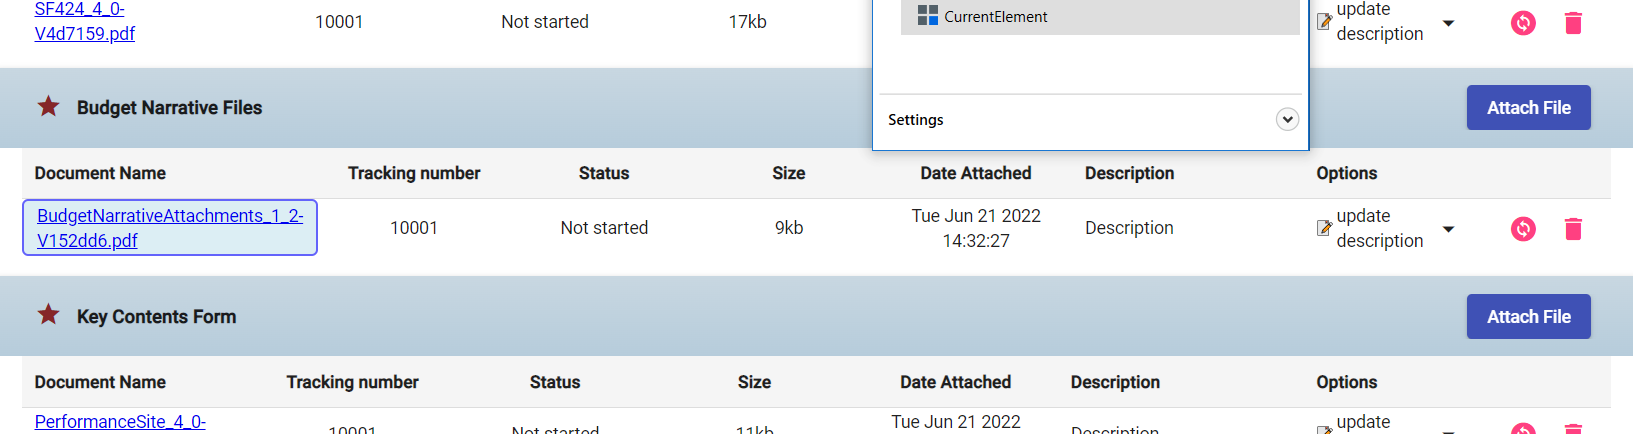 SF424_4_0-
V4d7159.pdf
10001
Not started
17kb
CurrentElement
update
description
Settings
Budget Narrative Files
Attach File
Document Name
Tracking number
Status
Size
Date Attached
Description
Options
BudgetNarrativeAttachments_1_2-
V152dd6.pdf
10001
Not started
9kb
Tue Jun 21 2022
14:32:27
Description
update
description
Key Contents Form
Attach File
Document Name
Tracking number
Status
Size
Date Attached
Description
Options
PerformanceSite_4_0-
10001
Not started
11kb
Tue Jun 21 2022
Description
update